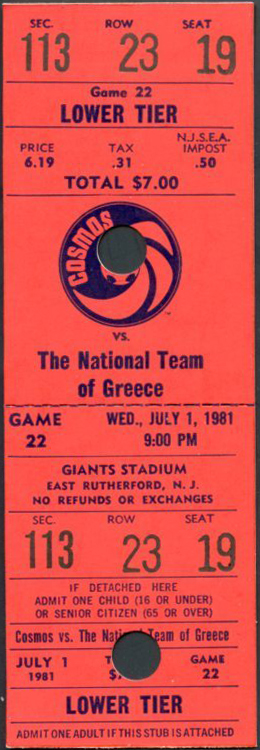 SEC. ROW SEAT
113 23 19
Game 22
LOWER TIER
PRICE TAX N.J.S.E.A. IMPOST
6.19 .31 .50
TOTAL $7.00
COSMOS
TM
VS.
The National Team
of Greece
GAME WED., JULY 1, 1981
22 9:00 PM
GIANTS STADIUM
EAST RUTHERFORD, N. J.
NO REFUNDS OR EXCHANGES
SEC. ROW SEAT
113 23 19
IF DETACHED HERE
ADMIT ONE CHILD (16 OR UNDER)
OR SENIOR CITIZEN (65 OR OVER)
Cosmos vs. The Team of Greece
JULY 1 GAME
1981 22
LOWER TIER
ADMIT ONE ADULT IF THIS STUB IS ATTACHED